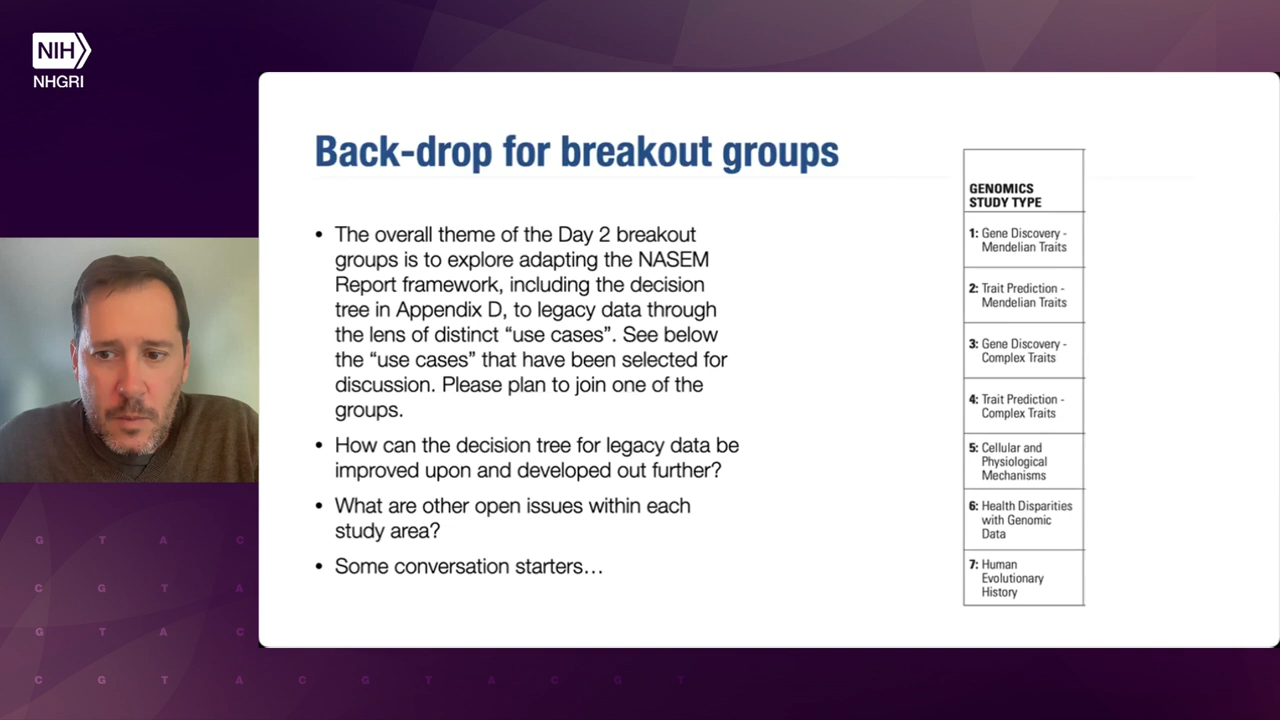 NIH
NHGRI
Back-drop for breakout groups
• The overall theme of the Day 2 breakout
groups is to explore adapting the NASEM
Report framework, including the decision
tree in Appendix D, to legacy data through
the lens of distinct “use cases”. See below
the “use cases” that have been selected for
discussion. Please plan to join one of the
groups.
• How can the decision tree for legacy data be
improved upon and developed out further?
• What are other open issues within each
study area?
• Some conversation starters…
GENOMICS
STUDY TYPE
1: Gene Discovery -
Mendelian Traits
2: Trait Prediction -
Mendelian Traits
3: Gene Discovery -
Complex Traits
4: Trait Prediction -
Complex Traits
5: Cellular and
Physiological
Mechanisms
6: Health Disparities
with Genomic
Data
7: Human
Evolutionary
History
G T A C
C G T A
G T A C
C G T A C G T A C G T